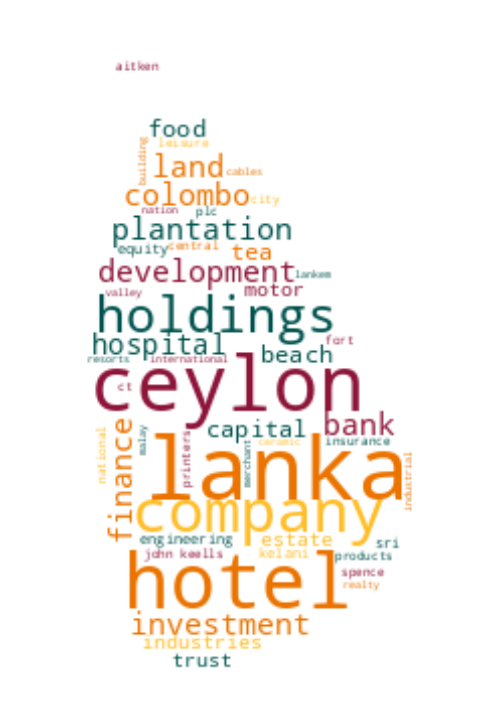 aitken
food
leisure
building
land cables
colombo city
nation plc
plantation
equity central tea
development lankem
valley motor
holdings
hospital fort
resorts international beach
ceylon
ct
capital bank
national finance malay printers merchant ceramic insurance
lanka industrial
company
engineering estate sri
john keells kelani products
hotel spence
realty
investment
industries
trust